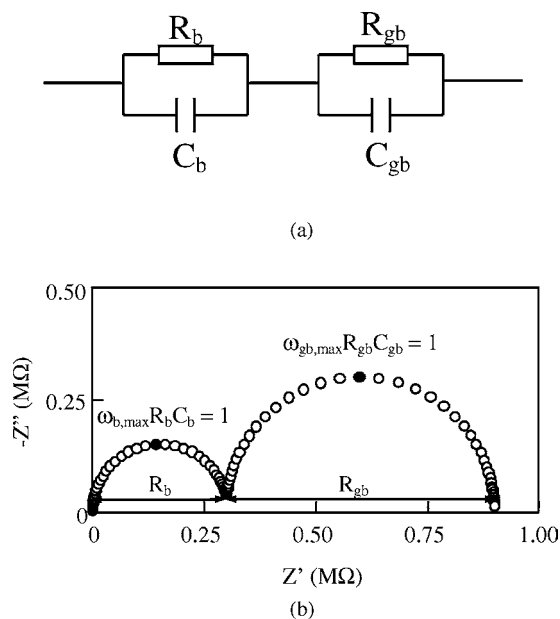 R_b
R_gb
C_b
C_gb
(a)
0.50
ω_gb,max R_gb C_gb = 1
-Z'' (MΩ)
0.25
ω_b,max R_b C_b = 1
R_b
R_gb
0
0 0.25 0.50 0.75 1.00
Z' (MΩ)
(b)